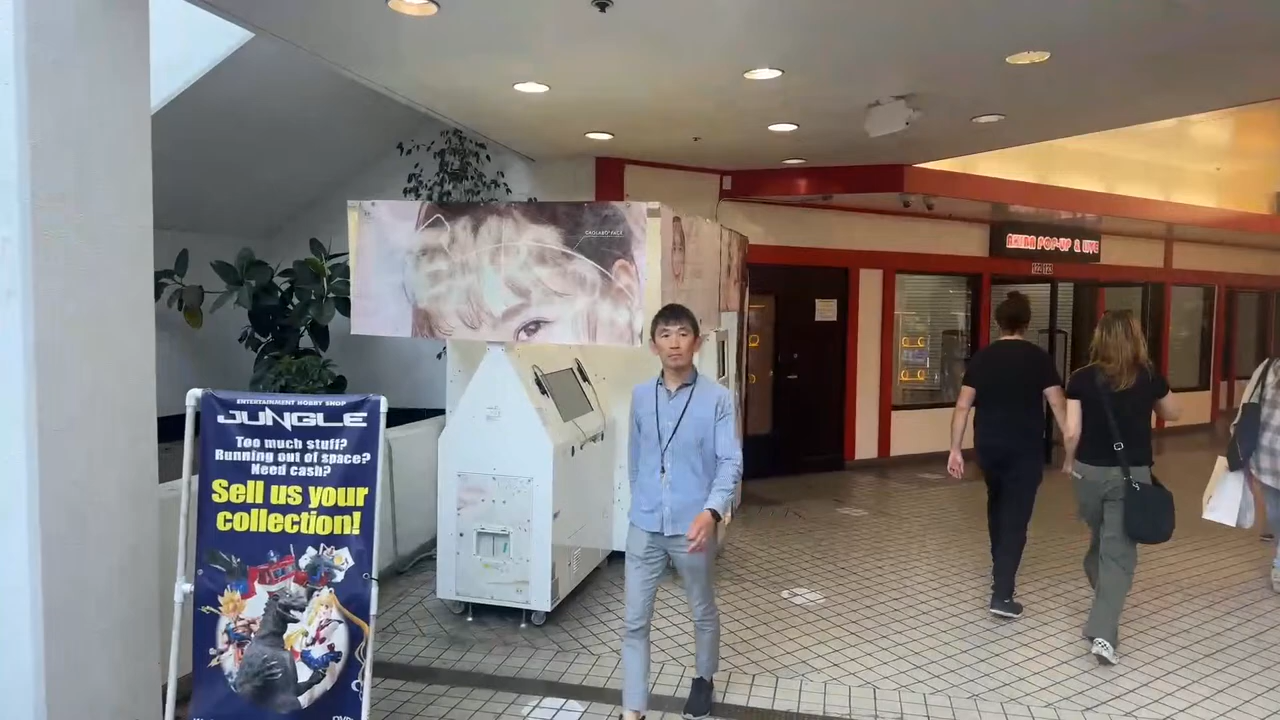 ENTERTAINMENT HOBBY SHOP
JUNGLE
Too much stuff?
Running out of space?
Need cash?
Sell us your
collection!
AKIBA POP-UP & LIVE